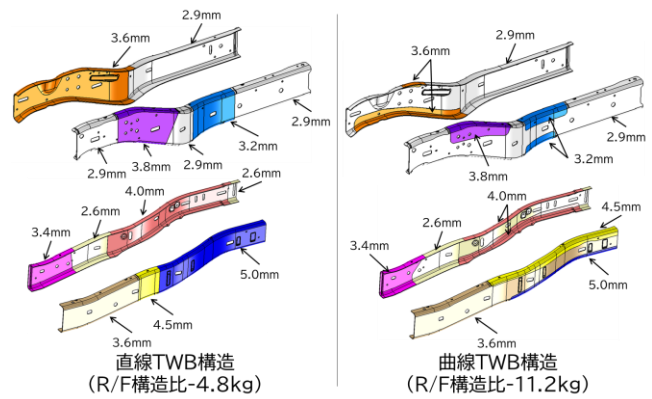 2.9mm
3.6mm
2.9mm
3.2mm
2.9mm
3.8mm
2.9mm
2.6mm
4.0mm
2.6mm
3.4mm
5.0mm
4.5mm
3.6mm
直線TWB構造
(R/F構造比-4.8kg)
2.9mm
3.6mm
2.9mm
3.2mm
3.8mm
4.0mm
4.5mm
2.6mm
3.4mm
5.0mm
3.6mm
曲線TWB構造
(R/F構造比-11.2kg)